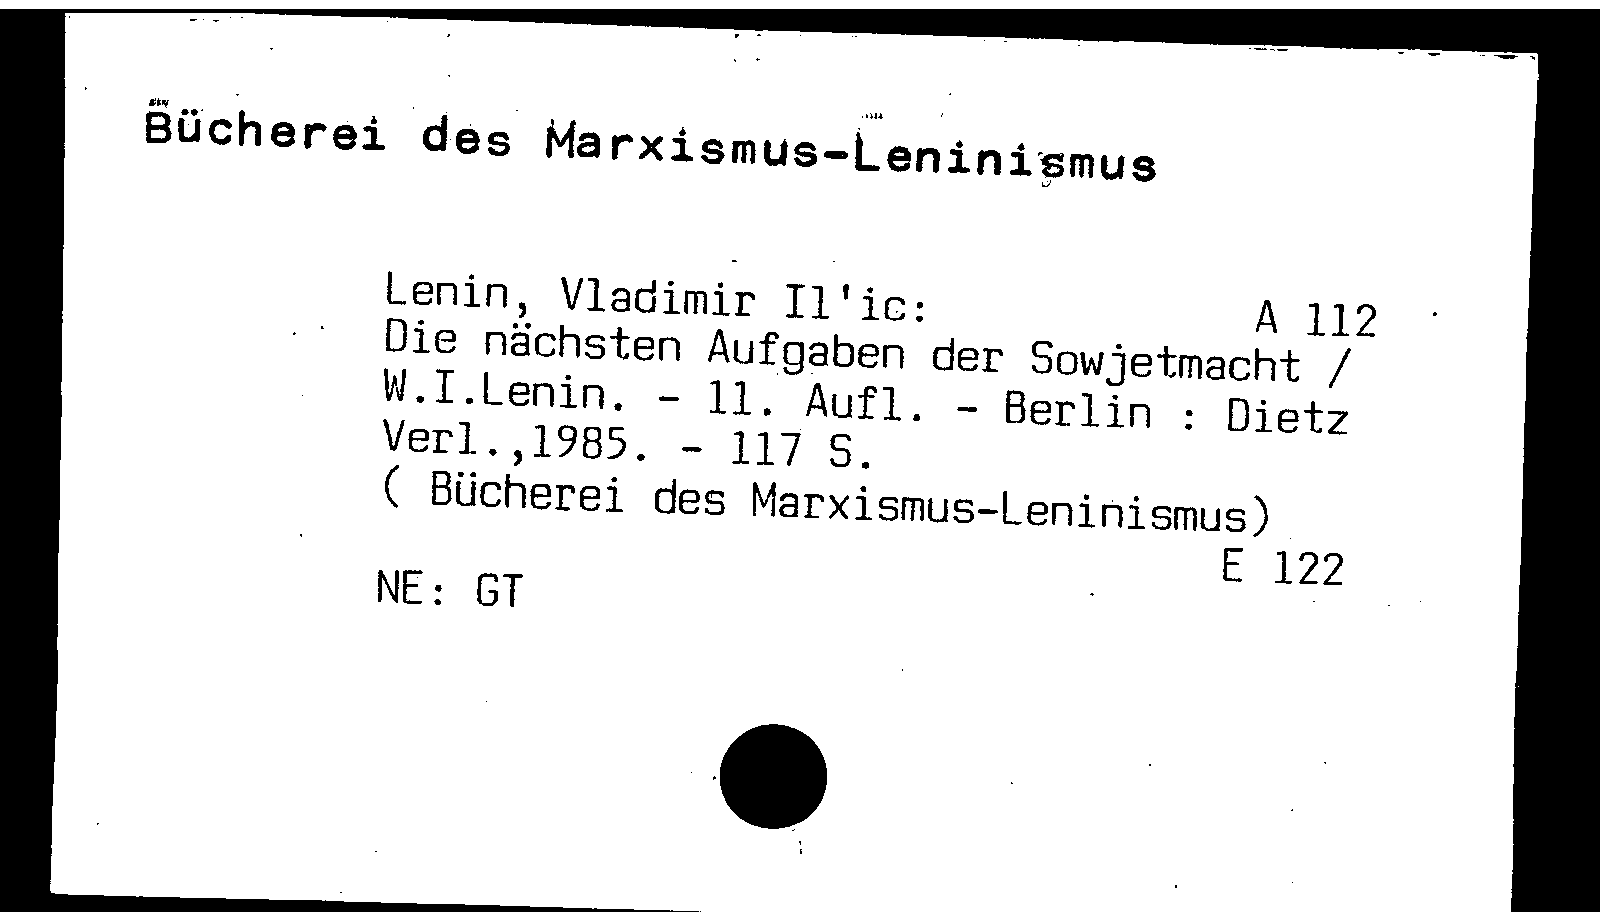 Bücherei des Marxismus-Leninismus
Lenin, Vladimir Il'ic: A 112
Die nächsten Aufgaben der Sowjetmacht /
W.I.Lenin. - 11. Aufl. - Berlin : Dietz
Verl.,1985. - 117 S.
( Bücherei des Marxismus-Leninismus)
E 122
NE: GT